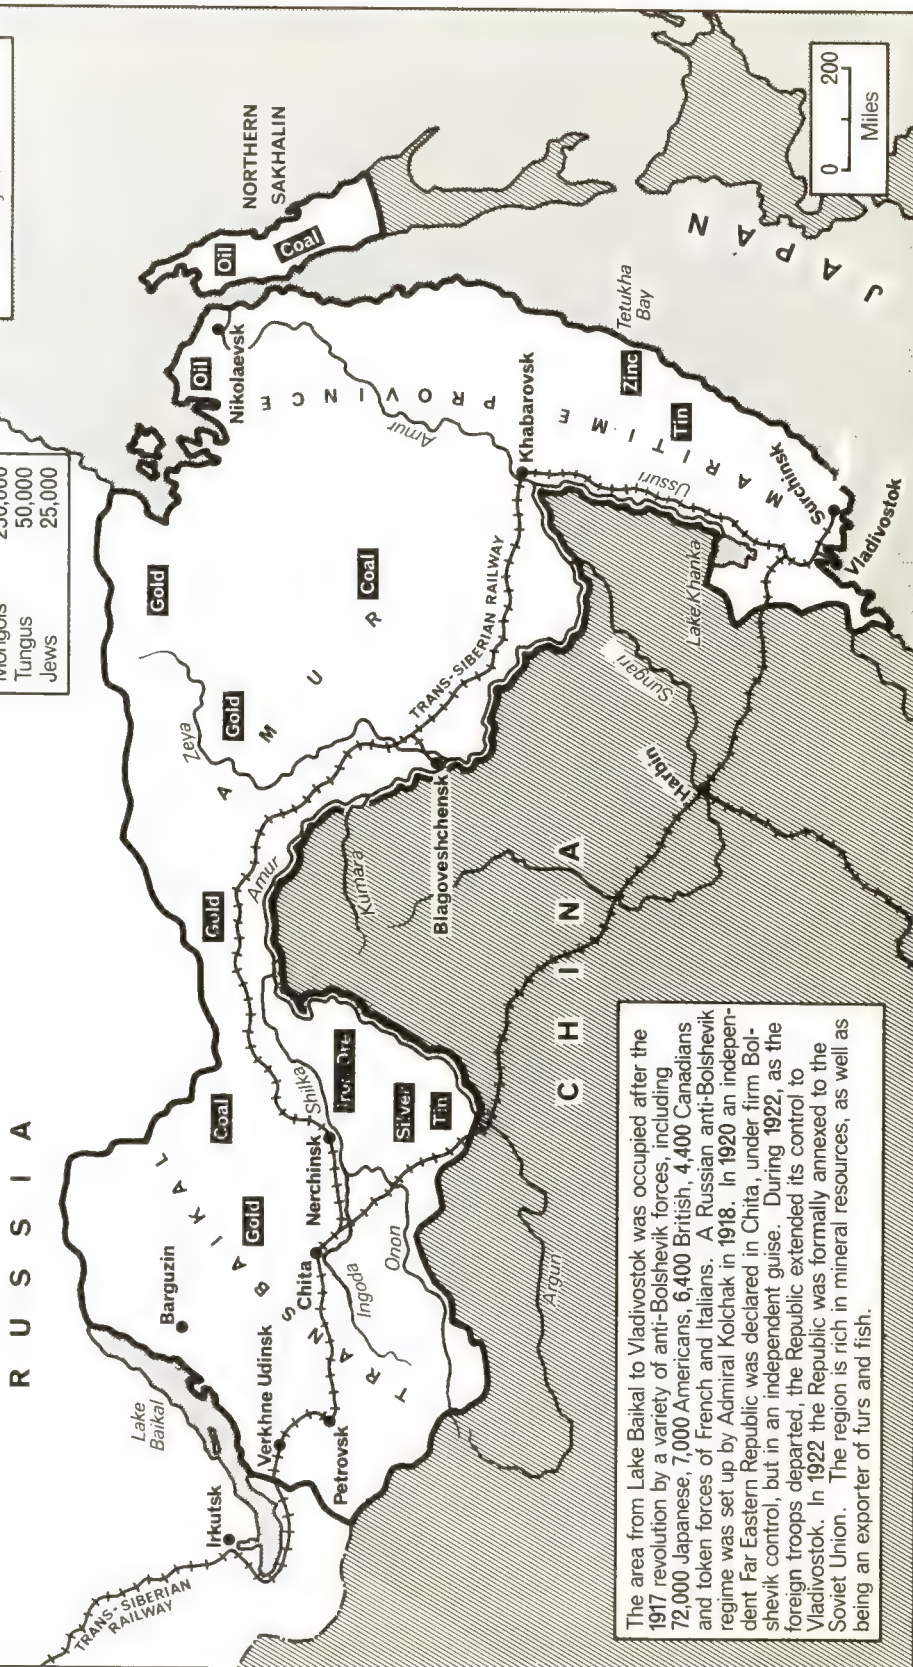 Mongols
Tungus 50,000
Jews 25,000
RUSSIA
TRANS-SIBERIAN
RAILWAY
Irkutsk
Lake
Baikal
Barguzin
Verkhne Udinsk
Petrovsk
TRANSBAIKAL
Chita
Nerchinsk
Ingoda
Onon
Shilka
Argun
Gold
Coal
Iron Ore
Silver
Tin
Gold
Amur
Zeya
Gold
Gold
AMUR
Coal
TRANS-SIBERIAN RAILWAY
Kumara
Blagoveshchensk
CHINA
Harbin
Sungari
Lake Khanka
Ussuri
Khabarovsk
Amur
Nikolaevsk
Oil
MARITIME
PROVINCE
Oil
Coal
NORTHERN
SAKHALIN
Zinc
Tin
Tetukha
Bay
Surchinsk
Vladivostok
JAPAN
0 200
Miles
The area from Lake Baikal to Vladivostok was occupied after the
1917 revolution by a variety of anti-Bolshevik forces, including
72,000 Japanese, 7,000 Americans, 6,400 British, 4,400 Canadians
and token forces of French and Italians. A Russian anti-Bolshevik
regime was set up by Admiral Kolchak in 1918. In 1920 an indepen-
dent Far Eastern Republic was declared in Chita, under firm Bol-
shevik control, but in an independent guise. During 1922, as the
foreign troops departed, the Republic extended its control to
Vladivostok. In 1922 the Republic was formally annexed to the
Soviet Union. The region is rich in mineral resources, as well as
being an exporter of furs and fish.